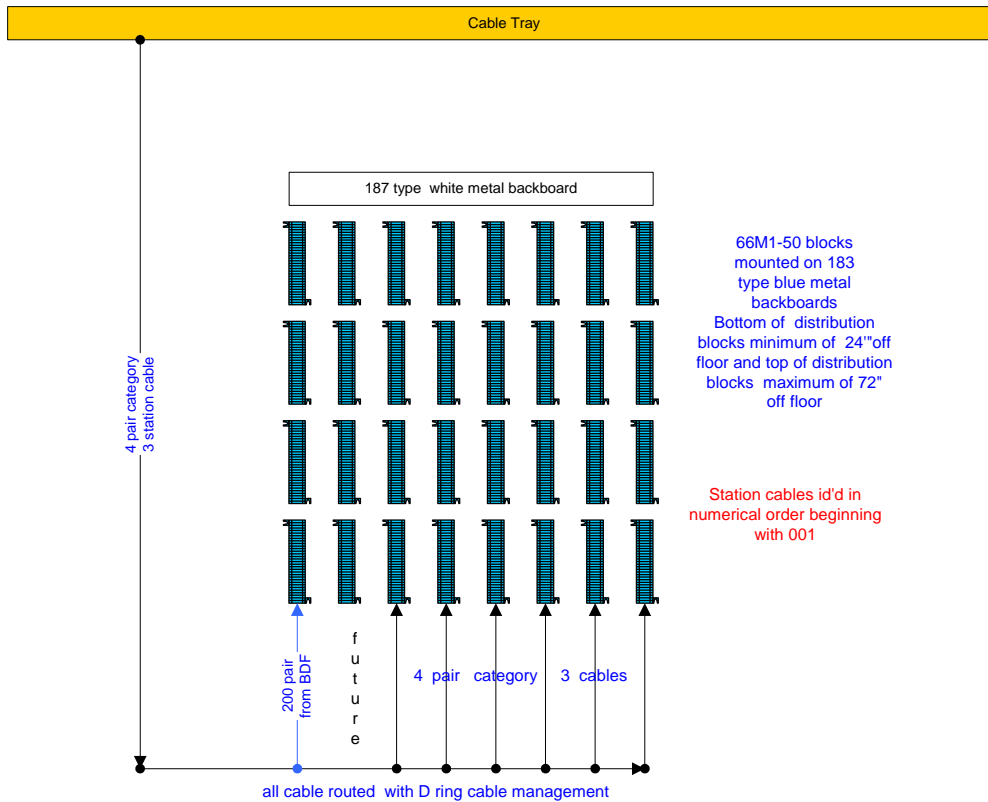 Cable Tray
187 type white metal backboard
66M1-50 blocks
mounted on 183
type blue metal
backboards
Bottom of distribution
blocks minimum of 24'"off
floor and top of distribution
blocks maximum of 72"
off floor
4 pair category
3 station cable
Station cables id'd in
numerical order beginning
with 001
200 pair
from BDF
future
4 pair category 3 cables
all cable routed with D ring cable management